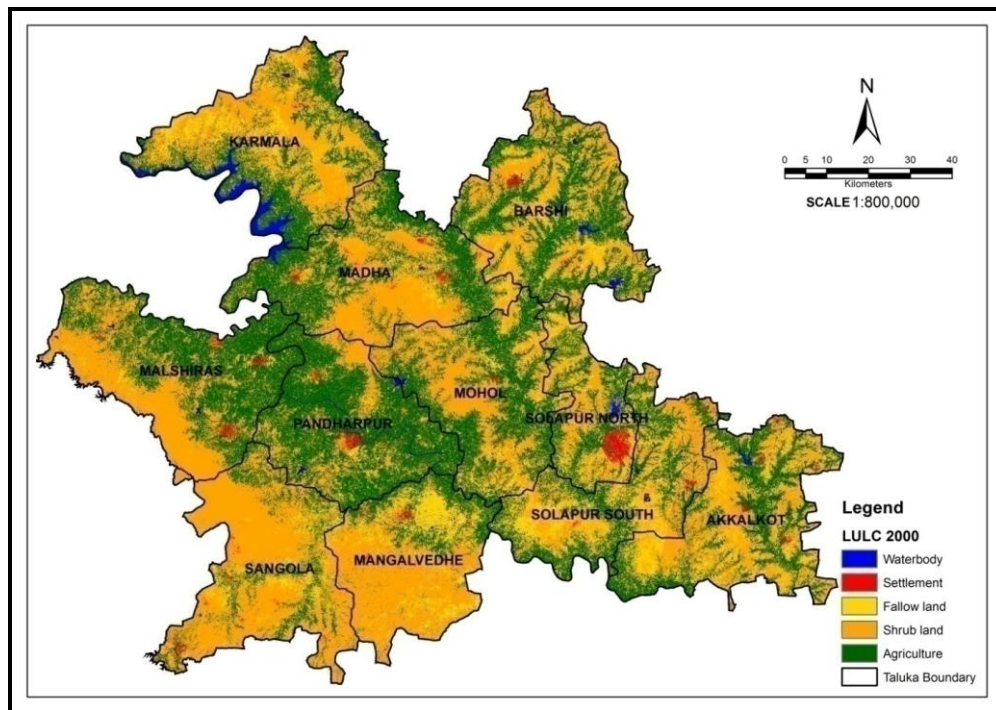 N
KARMALA
0 5 10 20 30 40
Kilometers
SCALE 1:800,000
BARSHI
MADHA
MALSHIRAS
MOHOL
PANDHARPUR
SOLAPUR NORTH
SOLAPUR SOUTH
AKKALKOT
MANGALVEDHE
SANGOLA
Legend
LULC 2000
Waterbody
Settlement
Fallow land
Shrub land
Agriculture
Taluka Boundary